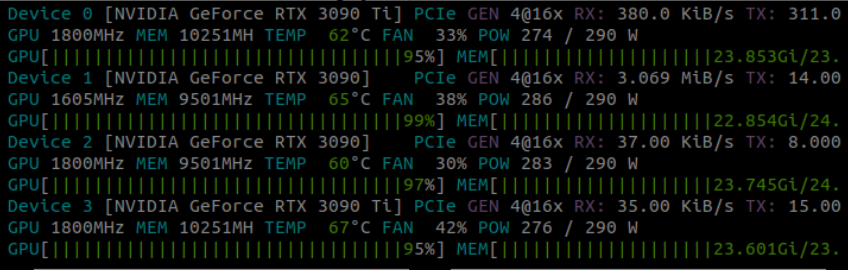 Device 0 [NVIDIA GeForce RTX 3090 Ti] PCIe GEN 4@16x RX: 380.0 KiB/s TX: 311.0
GPU 1800MHz MEM 10251MH TEMP  62°C FAN  33% POW 274 / 290 W
GPU[|||||||||||||||||||||||||||||||||95%] MEM[||||||||||||||||||||23.853Gi/23.
Device 1 [NVIDIA GeForce RTX 3090]    PCIe GEN 4@16x RX: 3.069 MiB/s TX: 14.00
GPU 1605MHz MEM 9501MHz TEMP  65°C FAN  38% POW 286 / 290 W
GPU[|||||||||||||||||||||||||||||||||99%] MEM[||||||||||||||||||||22.854Gi/24.
Device 2 [NVIDIA GeForce RTX 3090]    PCIe GEN 4@16x RX: 37.00 KiB/s TX: 8.000
GPU 1800MHz MEM 9501MHz TEMP  60°C FAN  30% POW 283 / 290 W
GPU[|||||||||||||||||||||||||||||||||97%] MEM[||||||||||||||||||||23.745Gi/24.
Device 3 [NVIDIA GeForce RTX 3090 Ti] PCIe GEN 4@16x RX: 35.00 KiB/s TX: 15.00
GPU 1800MHz MEM 10251MH TEMP  67°C FAN  42% POW 276 / 290 W
GPU[|||||||||||||||||||||||||||||||||95%] MEM[||||||||||||||||||||23.601Gi/23.